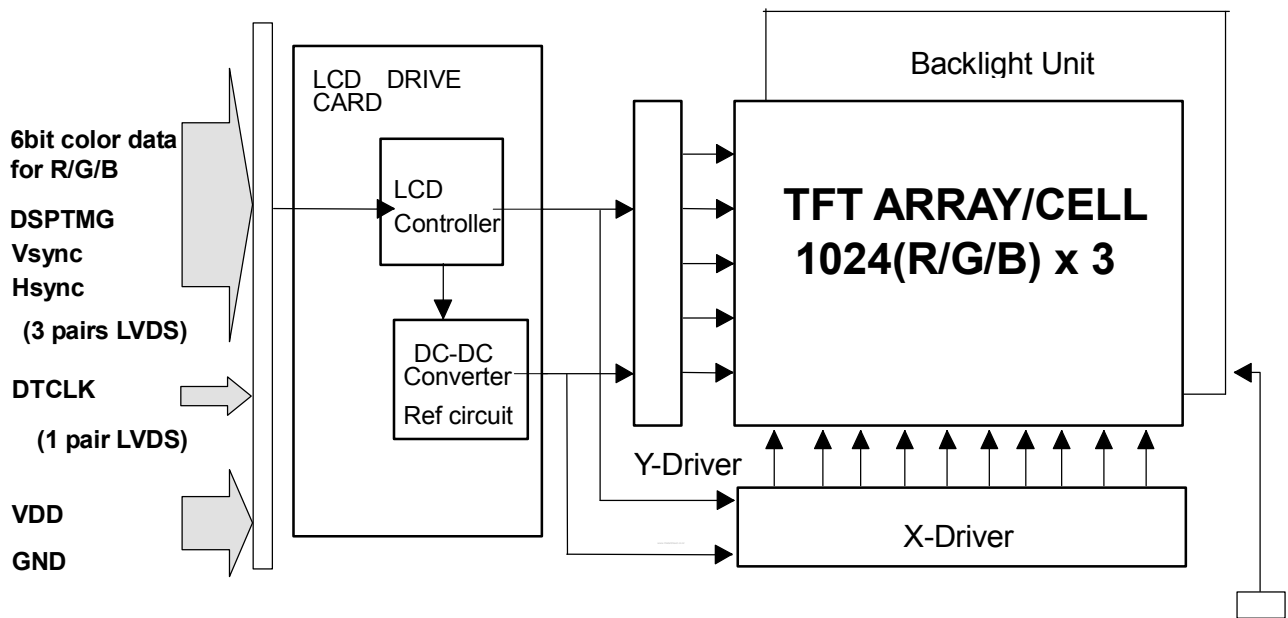 6bit color data
for R/G/B
DSPTMG
Vsync
Hsync
(3 pairs LVDS)
DTCLK
(1 pair LVDS)
VDD
GND
LCD DRIVE
CARD
LCD
Controller
DC-DC
Converter
Ref circuit
Y-Driver
Backlight Unit
TFT ARRAY/CELL
1024(R/G/B) x 3
X-Driver